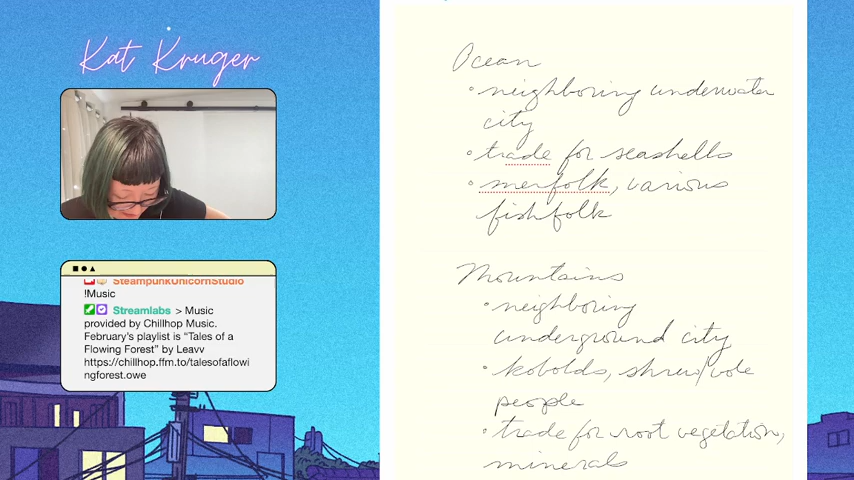 Kat Kruger
SteampunkUnicornStudio
!Music
Streamlabs > Music
provided by Chillhop Music.
February's playlist is "Tales of a
Flowing Forest" by Leavv
https://chillhop.ffm.to/talesofaflowi
ngforest.owe
Ocean
• neighboring underwater
city
• trade for seashells
• merfolk, various
fishfolk
Mountains
• neighboring
underground city
• kobolds, shrew/vole
people
• trade for root vegetation,
minerals